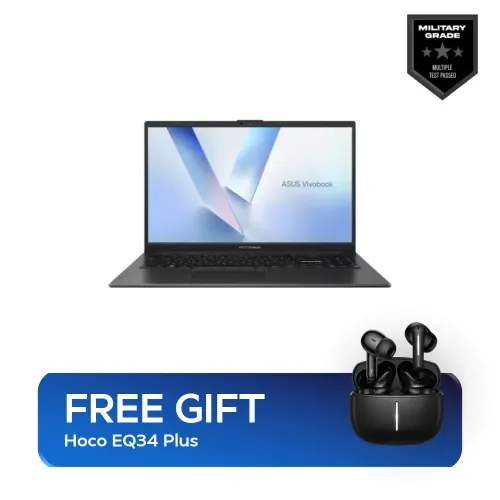 MILITARY
GRADE
MULTIPLE
TEST PASSED
ASUS Vivobook
FREE GIFT
Hoco EQ34 Plus